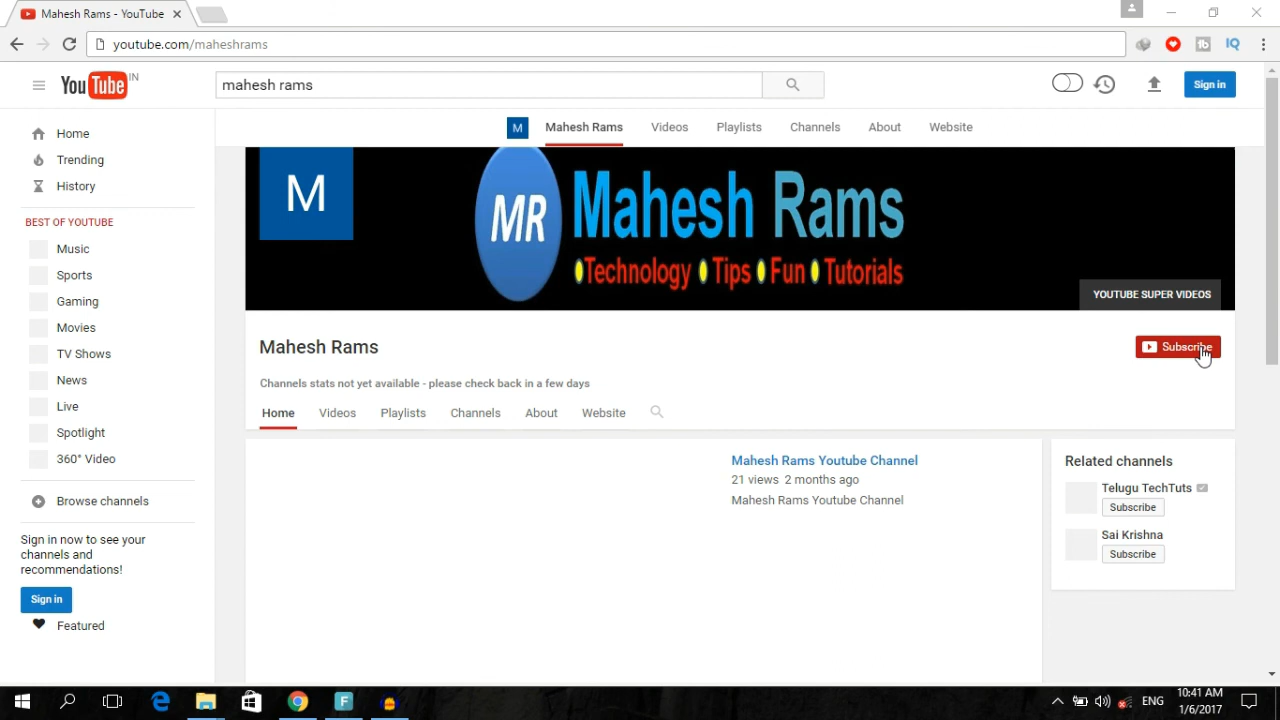 Mahesh Rams - YouTube
youtube.com/maheshrams
YouTube IN
mahesh rams
Sign in
Mahesh Rams Videos Playlists Channels About Website
Home
Trending
History
BEST OF YOUTUBE
Music
Sports
Gaming
Movies
TV Shows
News
Live
Spotlight
360° Video
Browse channels
Sign in now to see your
channels and
recommendations!
Sign in
Featured
M
M
MR
Mahesh Rams
Technology Tips Fun Tutorials
YOUTUBE SUPER VIDEOS
Mahesh Rams
Subscribe
Channels stats not yet available - please check back in a few days
Home Videos Playlists Channels About Website
Mahesh Rams Youtube Channel
21 views 2 months ago
Mahesh Rams Youtube Channel
Related channels
Telugu TechTuts
Subscribe
Sai Krishna
Subscribe
F
ENG
10:41 AM
1/6/2017